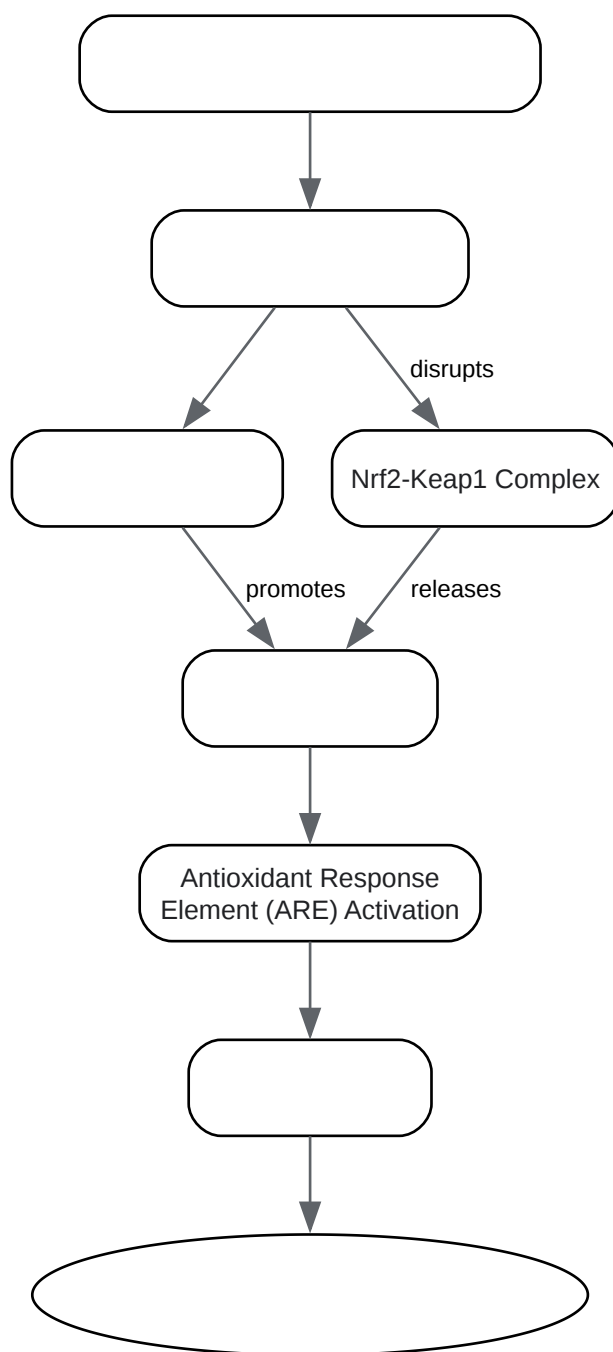 disrupts
Nrf2-Keap1 Complex
promotes
releases
Antioxidant Response
Element (ARE) Activation